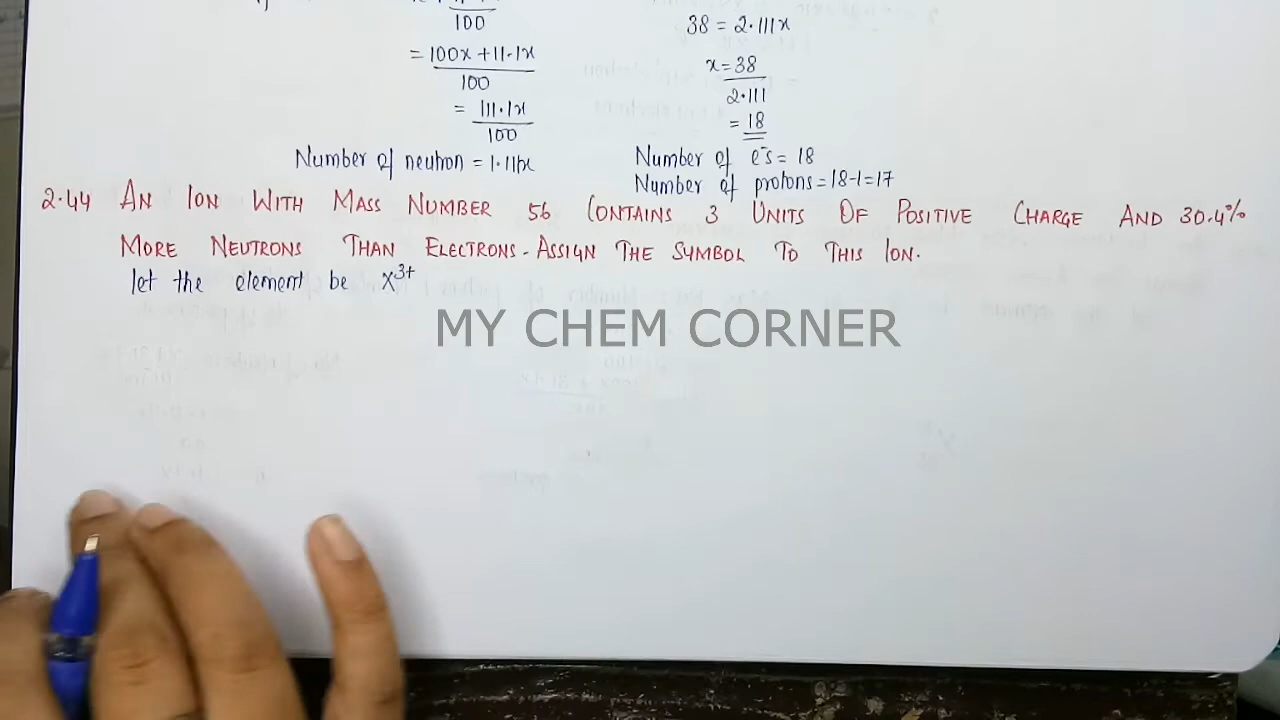 100
= 100x + 11.1x
100
= 111.1x
100
Number of neutron = 1.111x
38 = 2.111x
x = 38
2.111
= 18
Number of e⁻s = 18
Number of protons = 18-1 = 17
2.44 AN ION WITH MASS NUMBER 56 CONTAINS 3 UNITS OF POSITIVE CHARGE AND 30.4%
MORE NEUTRONS THAN ELECTRONS. ASSIGN THE SYMBOL TO THIS ION.
let the element be X³⁺
MY CHEM CORNER